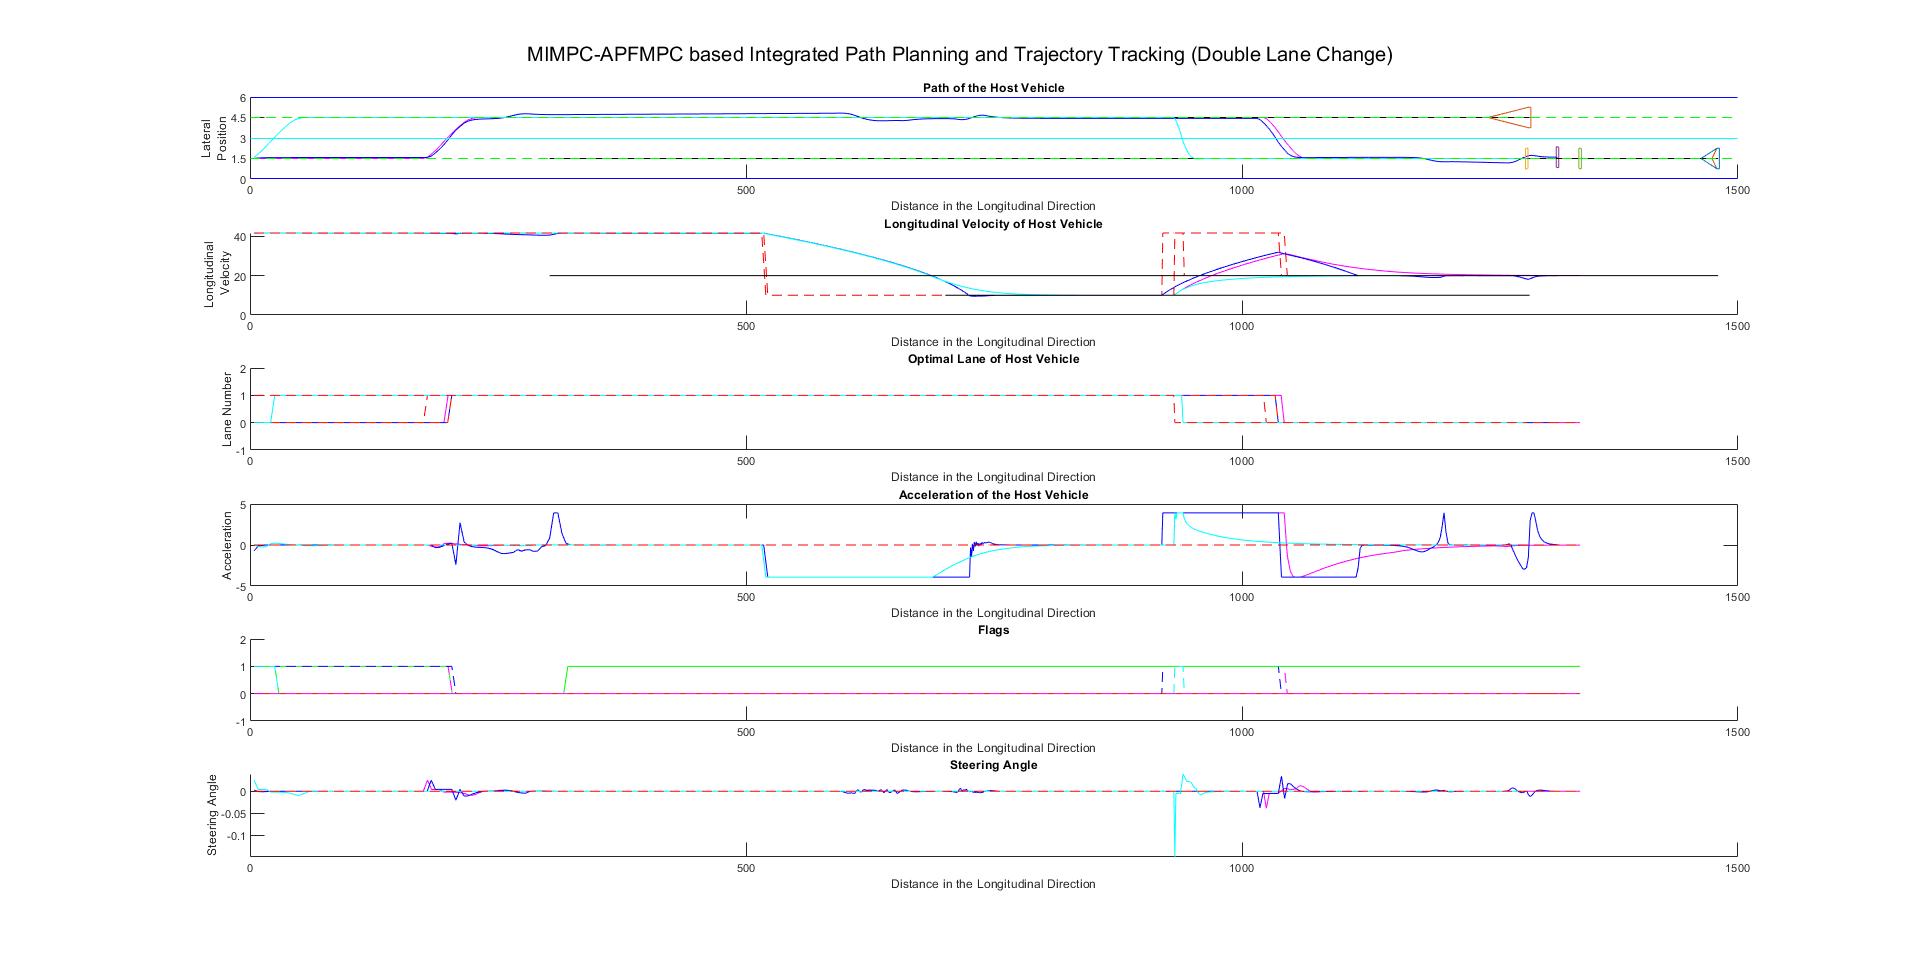 MIMPC-APFMPC based Integrated Path Planning and Trajectory Tracking (Double Lane Change)
Path of the Host Vehicle
Lateral
Position
6
4.5
3
1.5
0
0 500 1000 1500
Distance in the Longitudinal Direction
Longitudinal Velocity of Host Vehicle
Longitudinal
Velocity
40
20
0
0 500 1000 1500
Distance in the Longitudinal Direction
Optimal Lane of Host Vehicle
Lane Number
2
1
0
-1
0 500 1000 1500
Distance in the Longitudinal Direction
Acceleration of the Host Vehicle
Acceleration
5
0
-5
0 500 1000 1500
Distance in the Longitudinal Direction
Flags
2
1
0
-1
0 500 1000 1500
Distance in the Longitudinal Direction
Steering Angle
Steering Angle
0
-0.05
-0.1
0 500 1000 1500
Distance in the Longitudinal Direction